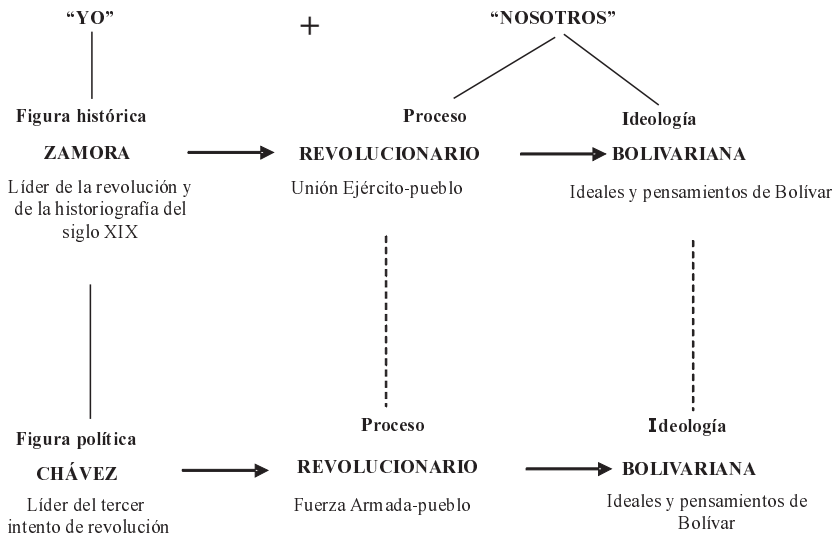 “YO” + “NOSOTROS”
Figura histórica
ZAMORA
Líder de la revolución y
de la historiografía del
siglo XIX
Proceso
REVOLUCIONARIO
Unión Ejército-pueblo
Ideología
BOLIVARIANA
Ideales y pensamientos de Bolívar
Figura política
CHÁVEZ
Líder del tercer
intento de revolución
Proceso
REVOLUCIONARIO
Fuerza Armada-pueblo
Ideología
BOLIVARIANA
Ideales y pensamientos de
Bolívar